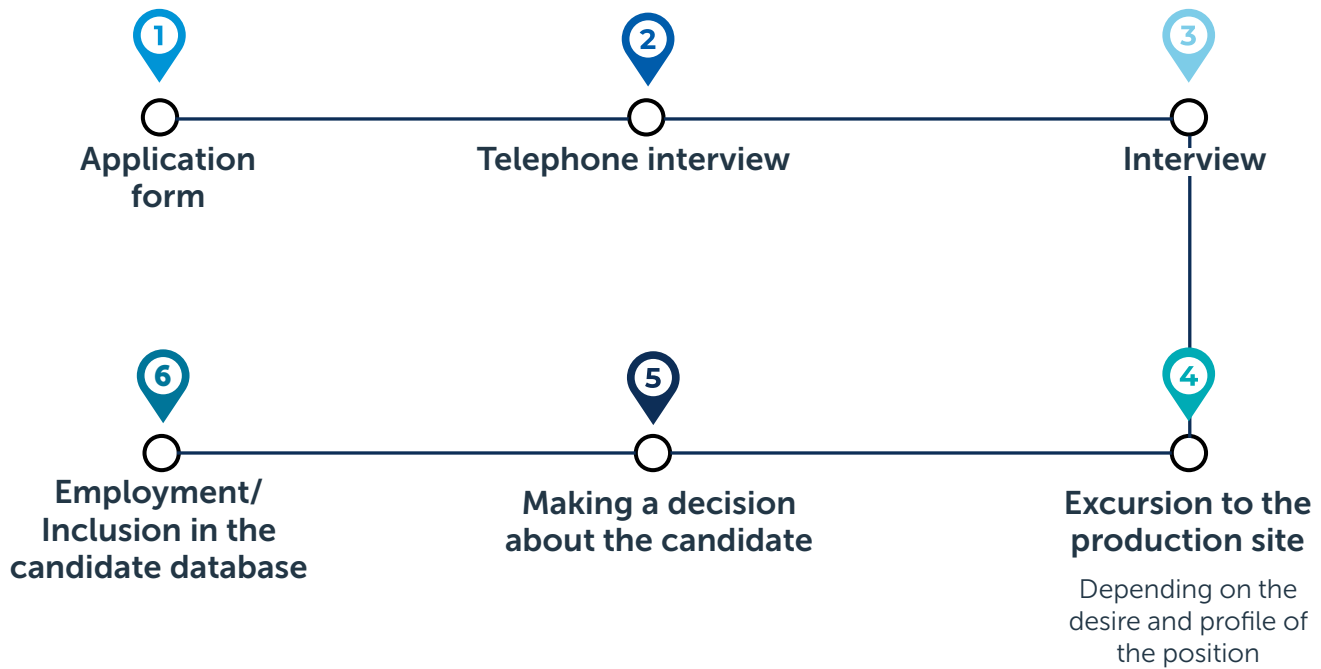 1
2
3
Application
form
Telephone interview
Interview
6
5
4
Employment/
Inclusion in the
candidate database
Making a decision
about the candidate
Excursion to the
production site
Depending on the
desire and profile of
the position